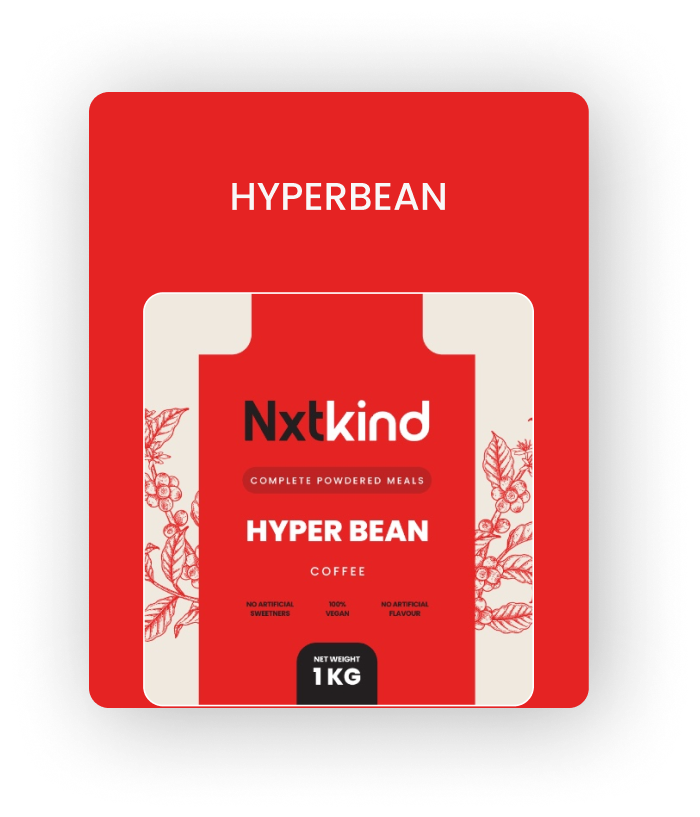 HYPERBEAN
Nxtkind
COMPLETE POWDERED MEALS
HYPER BEAN
COFFEE
NO ARTIFICIAL SWEETNERS
100% VEGAN
NO ARTIFICIAL FLAVOUR
NET WEIGHT
1 KG